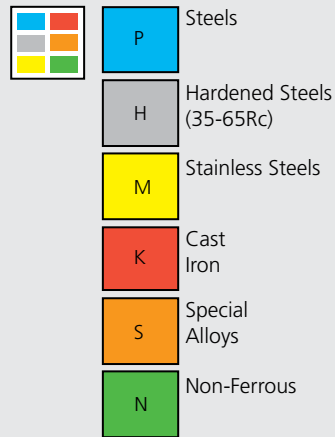 P
Steels
H
Hardened Steels
(35-65Rc)
M
Stainless Steels
K
Cast
Iron
S
Special
Alloys
N
Non-Ferrous